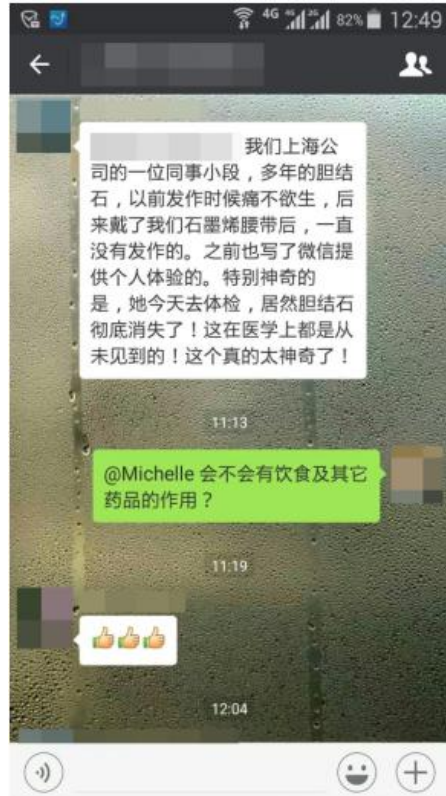 4G 4G 3G 82% 12:49
我们上海公
司的一位同事小段，多年的胆结
石，以前发作时候痛不欲生，后
来戴了我们石墨烯腰带后，一直
没有发作的。之前也写了微信提
供个人体验的。特别神奇的
是，她今天去体检，居然胆结石
彻底消失了！这在医学上都是从
未见到的！这个真的太神奇了！
11:13
@Michelle 会不会有饮食及其它
药品的作用？
11:19
12:04